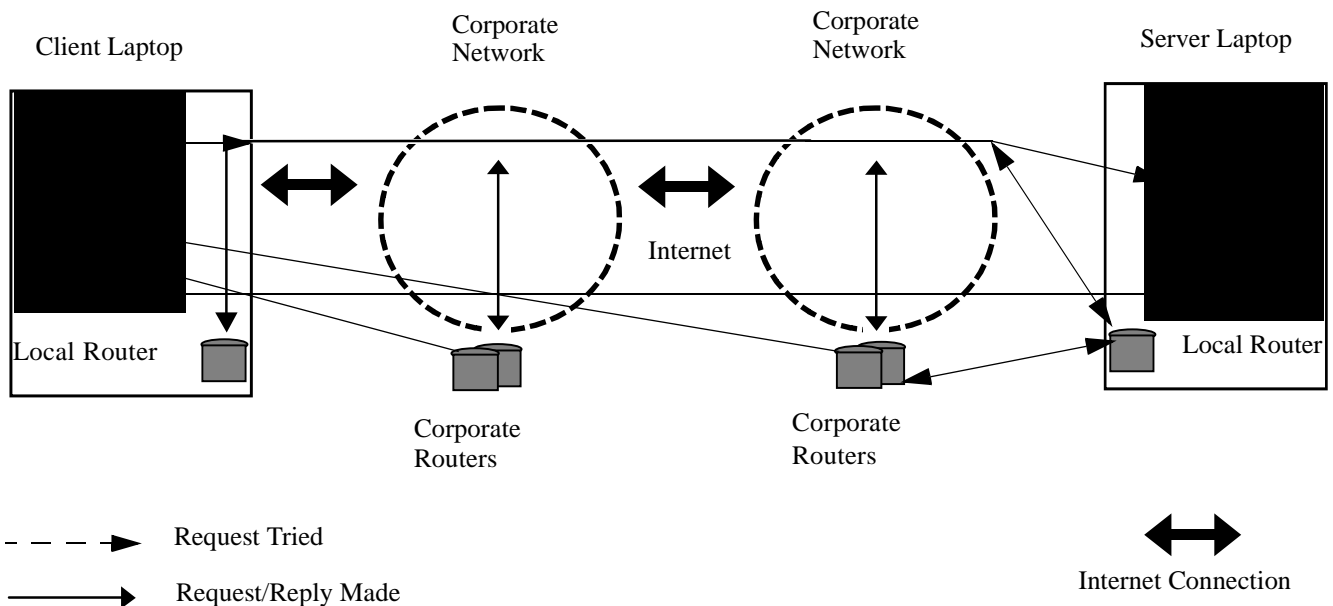 Client Laptop
Corporate
Network
Corporate
Network
Server Laptop
Internet
Local Router
Local Router
Corporate
Routers
Corporate
Routers
Request Tried
Request/Reply Made
Internet Connection